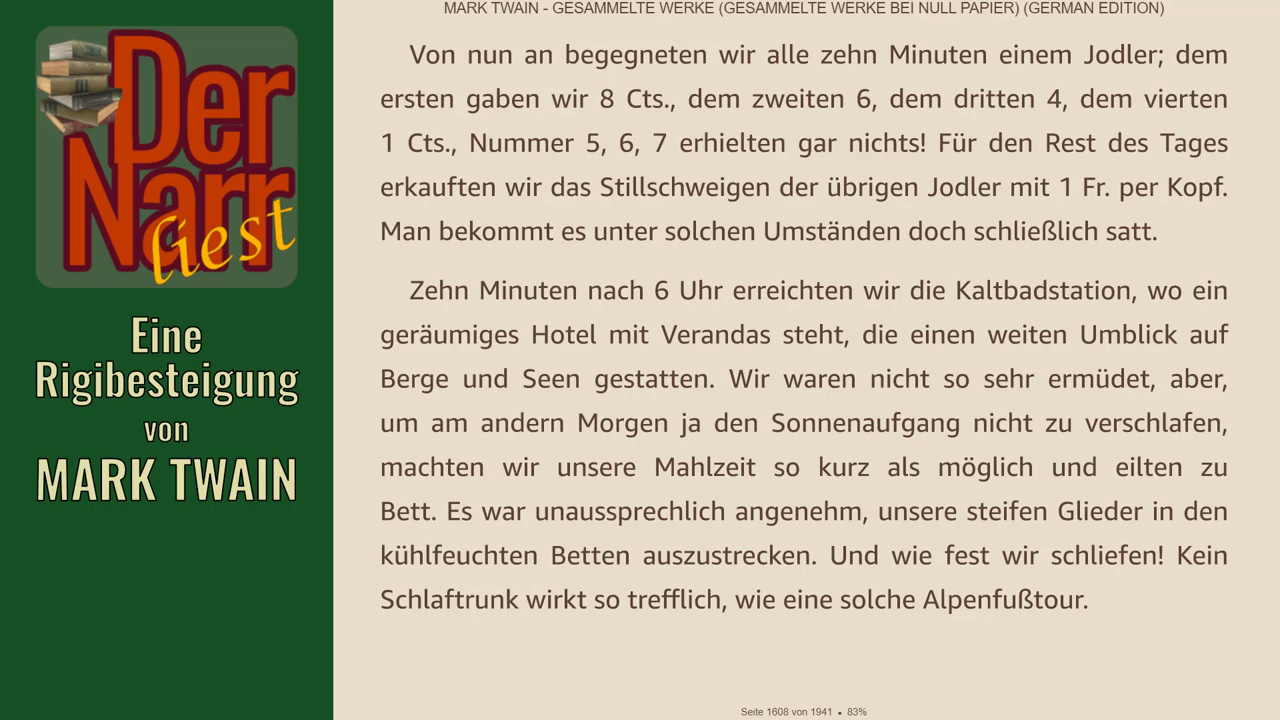 Der
Narr
liest
Eine
Rigibesteigung
von
MARK TWAIN
MARK TWAIN - GESAMMELTE WERKE (GESAMMELTE WERKE BEI NULL PAPIER) (GERMAN EDITION)
Von nun an begegneten wir alle zehn Minuten einem Jodler; dem
ersten gaben wir 8 Cts., dem zweiten 6, dem dritten 4, dem vierten
1 Cts., Nummer 5, 6, 7 erhielten gar nichts! Für den Rest des Tages
erkauften wir das Stillschweigen der übrigen Jodler mit 1 Fr. per Kopf.
Man bekommt es unter solchen Umständen doch schließlich satt.
Zehn Minuten nach 6 Uhr erreichten wir die Kaltbadstation, wo ein
geräumiges Hotel mit Verandas steht, die einen weiten Umblick auf
Berge und Seen gestatten. Wir waren nicht so sehr ermüdet, aber,
um am andern Morgen ja den Sonnenaufgang nicht zu verschlafen,
machten wir unsere Mahlzeit so kurz als möglich und eilten zu
Bett. Es war unaussprechlich angenehm, unsere steifen Glieder in den
kühlfeuchten Betten auszustrecken. Und wie fest wir schliefen! Kein
Schlaftrunk wirkt so trefflich, wie eine solche Alpenfußtour.
Seite 1608 von 1941 • 83%